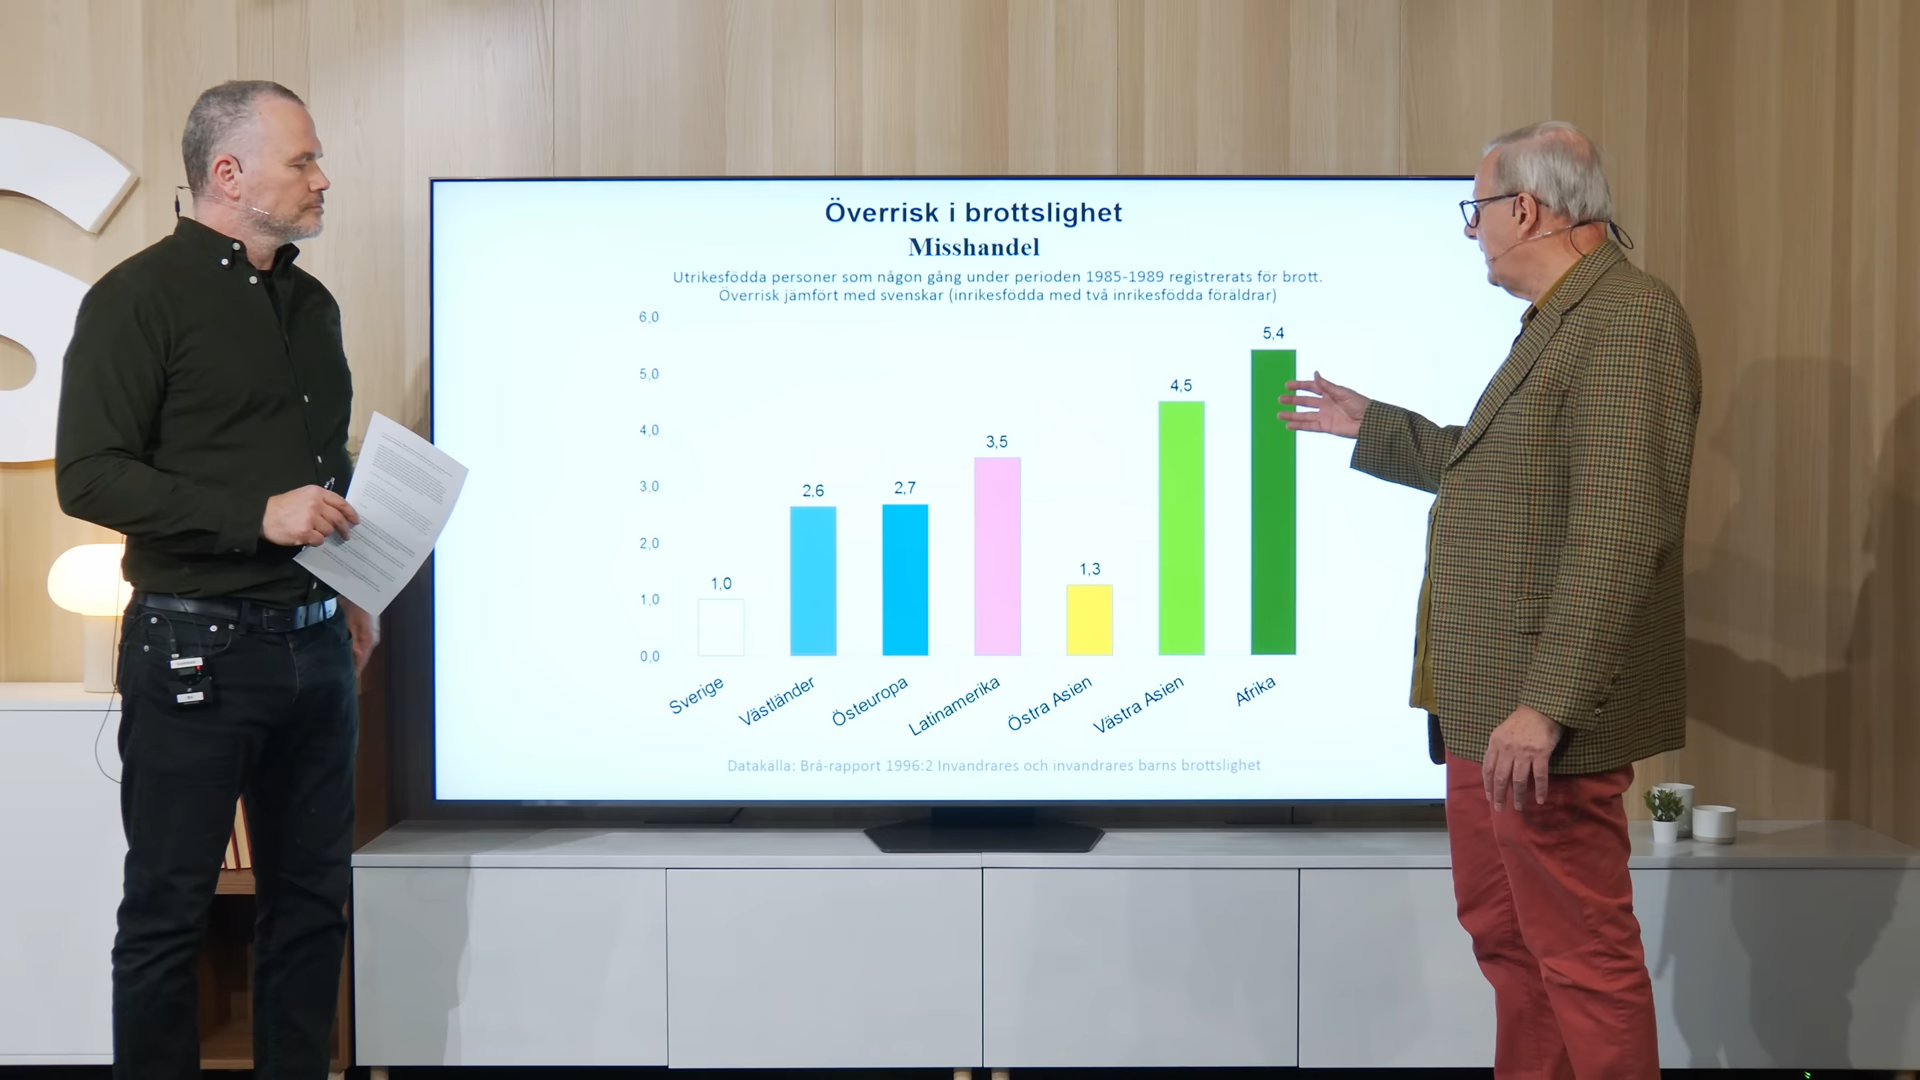 Överrisk i brottslighet
Misshandel
Utrikesfödda personer som någon gång under perioden 1985-1989 registrerats för brott.
Överrisk jämfört med svenskar (inrikesfödda med två inrikesfödda föräldrar)
6,0
5,0
4,0
3,0
2,0
1,0
0,0
1,0
2,6
2,7
3,5
1,3
4,5
5,4
Sverige
Västländer
Östeuropa
Latinamerika
Östra Asien
Västra Asien
Afrika
Datakälla: Brå-rapport 1996:2 Invandrares och invandrares barns brottslighet